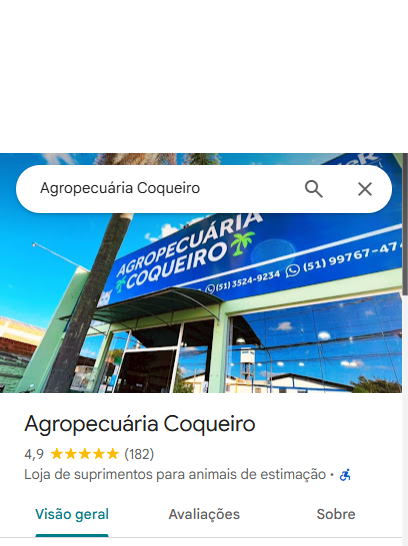 Agropecuária Coqueiro
AGROPECUÁRIA
COQUEIRO
(51) 3524-9234
(51) 99767-47
Agropecuária Coqueiro
4,9 (182)
Loja de suprimentos para animais de estimação ·
Visão geral
Avaliações
Sobre